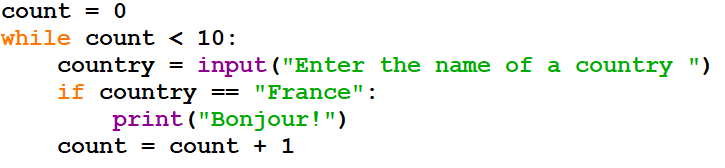 count = 0
while count < 10:
    country = input("Enter the name of a country ")
    if country == "France":
        print("Bonjour!")
    count = count + 1